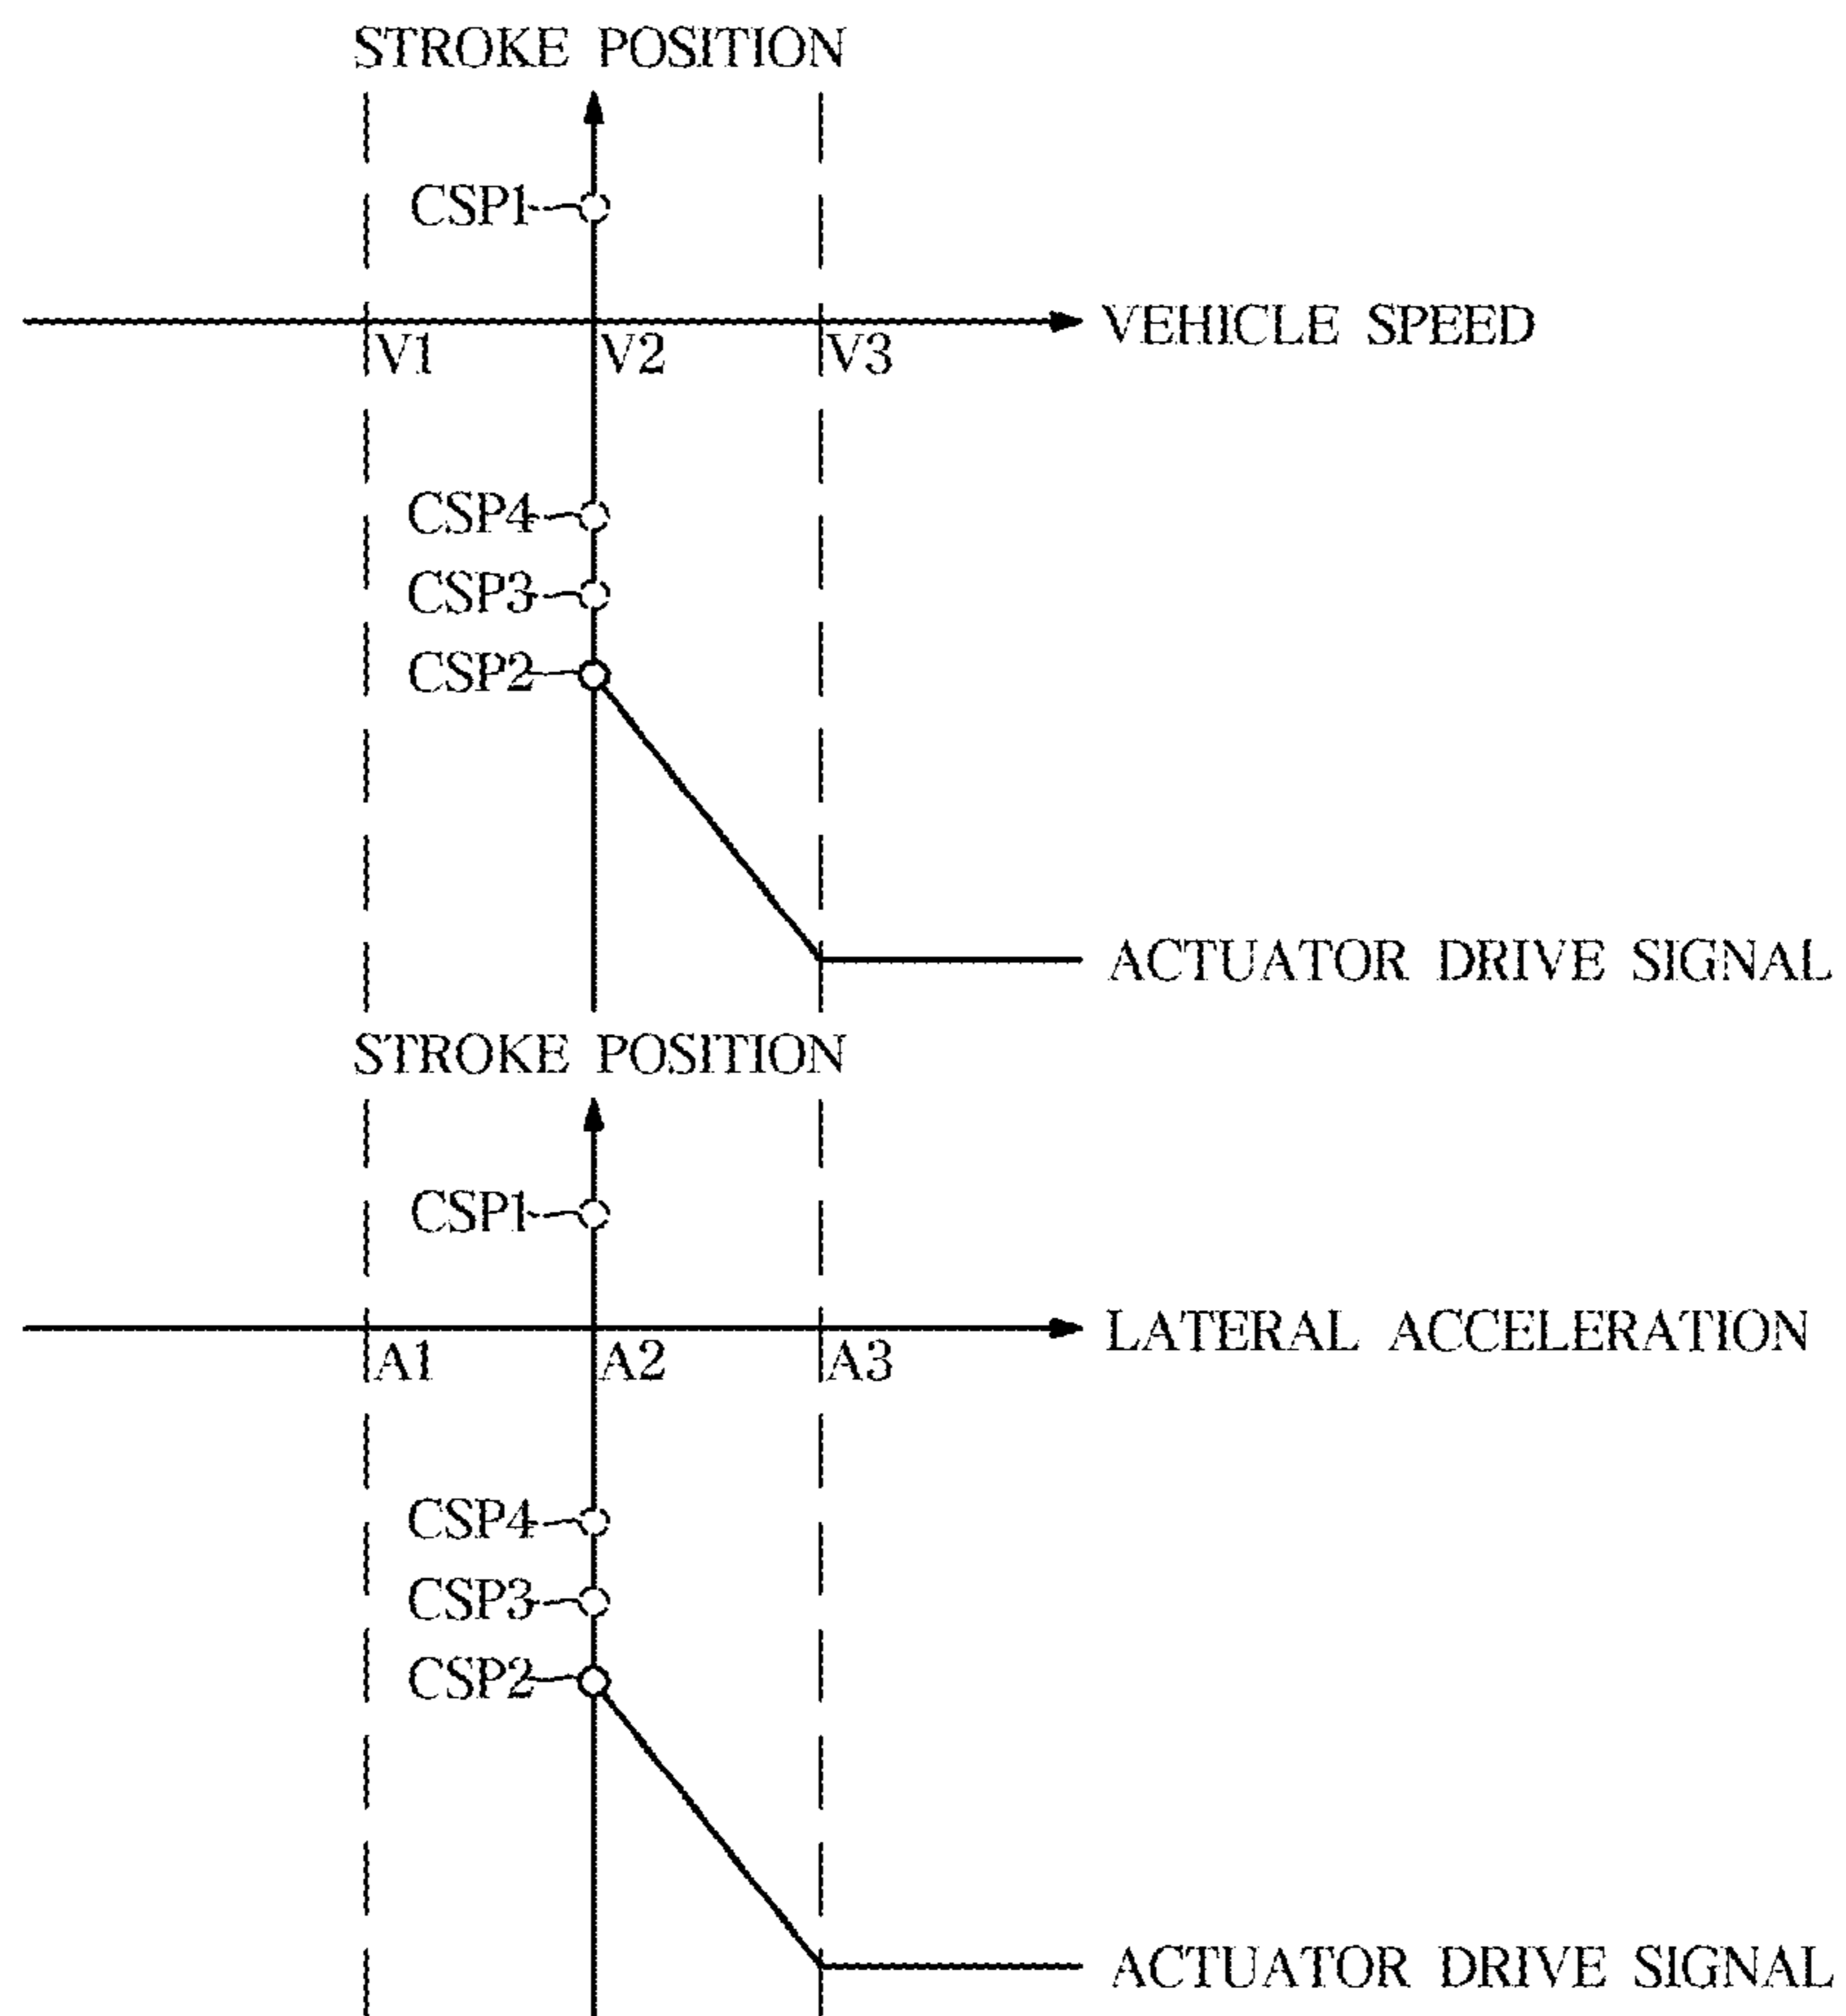 STROKE POSITION
CSP1
VEHICLE SPEED
V1 V2 V3
CSP4
CSP3
CSP2
ACTUATOR DRIVE SIGNAL
STROKE POSITION
CSP1
LATERAL ACCELERATION
A1 A2 A3
CSP4
CSP3
CSP2
ACTUATOR DRIVE SIGNAL